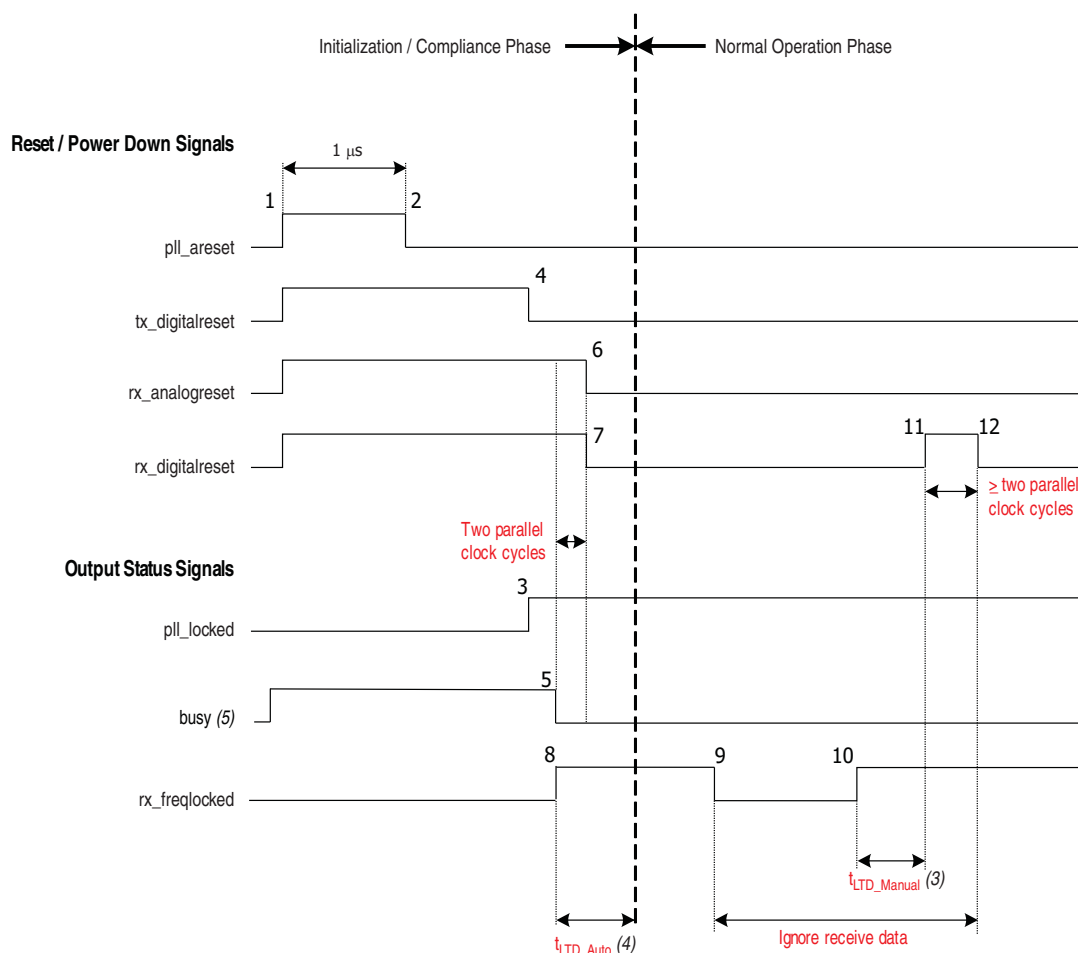 Initialization / Compliance Phase
Normal Operation Phase
Reset / Power Down Signals
1 μs
1
2
pll_areset
4
tx_digitalreset
6
rx_analogreset
7
11
12
rx_digitalreset
≥ two parallel
clock cycles
Two parallel
clock cycles
Output Status Signals
3
pll_locked
5
busy (5)
8
9
10
rx_freqlocked
tLTD_Manual (3)
tLTD_Auto (4)
Ignore receive data